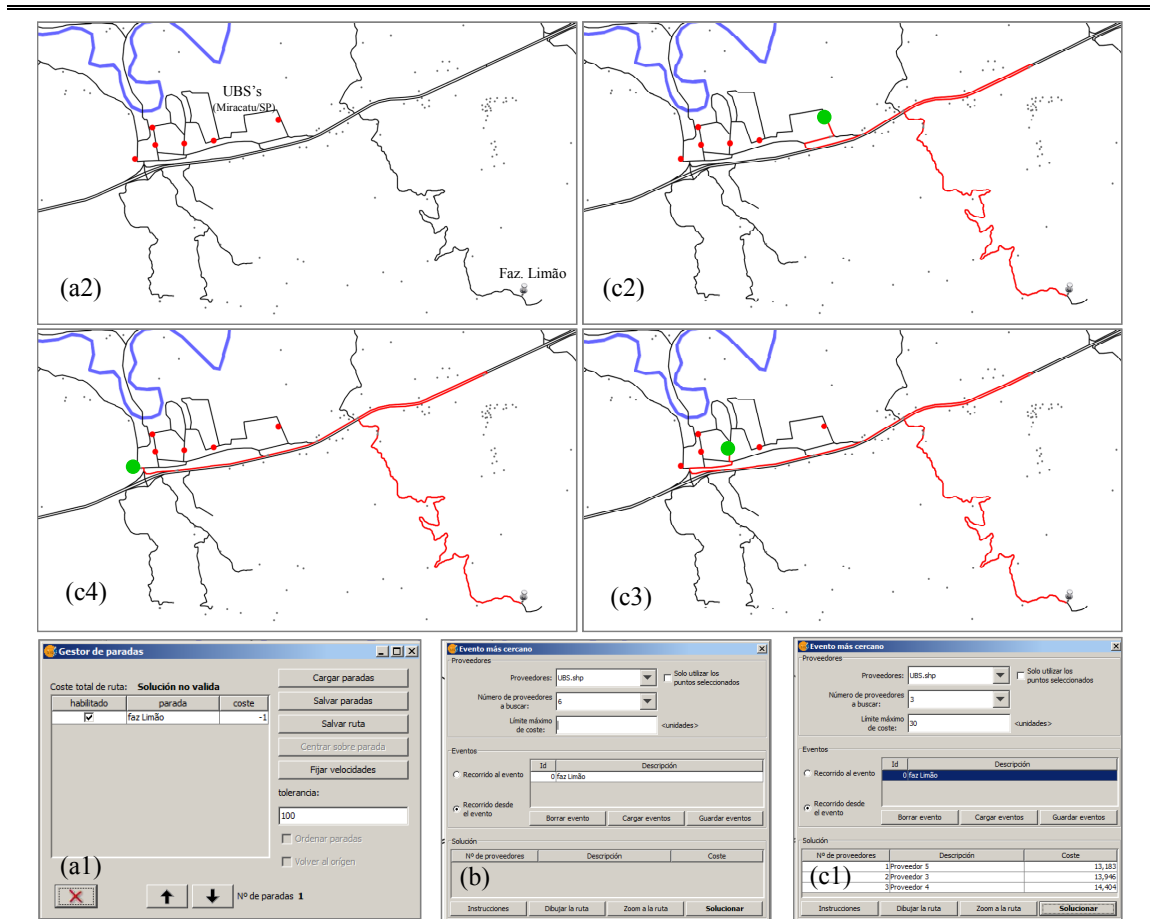 UBS's
(Miracatu/SP)
Faz. Limão
(a2)
(c2)
(c4)
(c3)
Gestor de paradas
Coste total de ruta: Solución no valida
habilitado parada coste
faz Limão -1
Cargar paradas
Salvar paradas
Salvar ruta
Centrar sobre parada
Fijar velocidades
tolerancia:
100
Ordenar paradas
Volver al orígen
(a1)
Nº de paradas 1
Evento más cercano
Proveedores
Proveedores: UBS.shp
Solo utilizar los
puntos seleccionados
Número de proveedores
a buscar: 6
Límite máximo
de coste: <unidades>
Eventos
Recorrido al evento
Id Descripción
0 faz Limão
Recorrido desde
el evento
Borrar evento Cargar eventos Guardar eventos
Solución
Nº de proveedores Descripción Coste
(b)
Instrucciones Dibujar la ruta Zoom a la ruta Solucionar
Evento más cercano
Proveedores
Proveedores: UBS.shp
Solo utilizar los
puntos seleccionados
Número de proveedores
a buscar: 3
Límite máximo
de coste: 30 <unidades>
Eventos
Recorrido al evento
Id Descripción
0 faz Limão
Recorrido desde
el evento
Borrar evento Cargar eventos Guardar eventos
Solución
Nº de proveedores Descripción Coste
1 Proveedor 5 13,183
2 Proveedor 3 13,946
3 Proveedor 4 14,404
(c1)
Instrucciones Dibujar la ruta Zoom a la ruta Solucionar